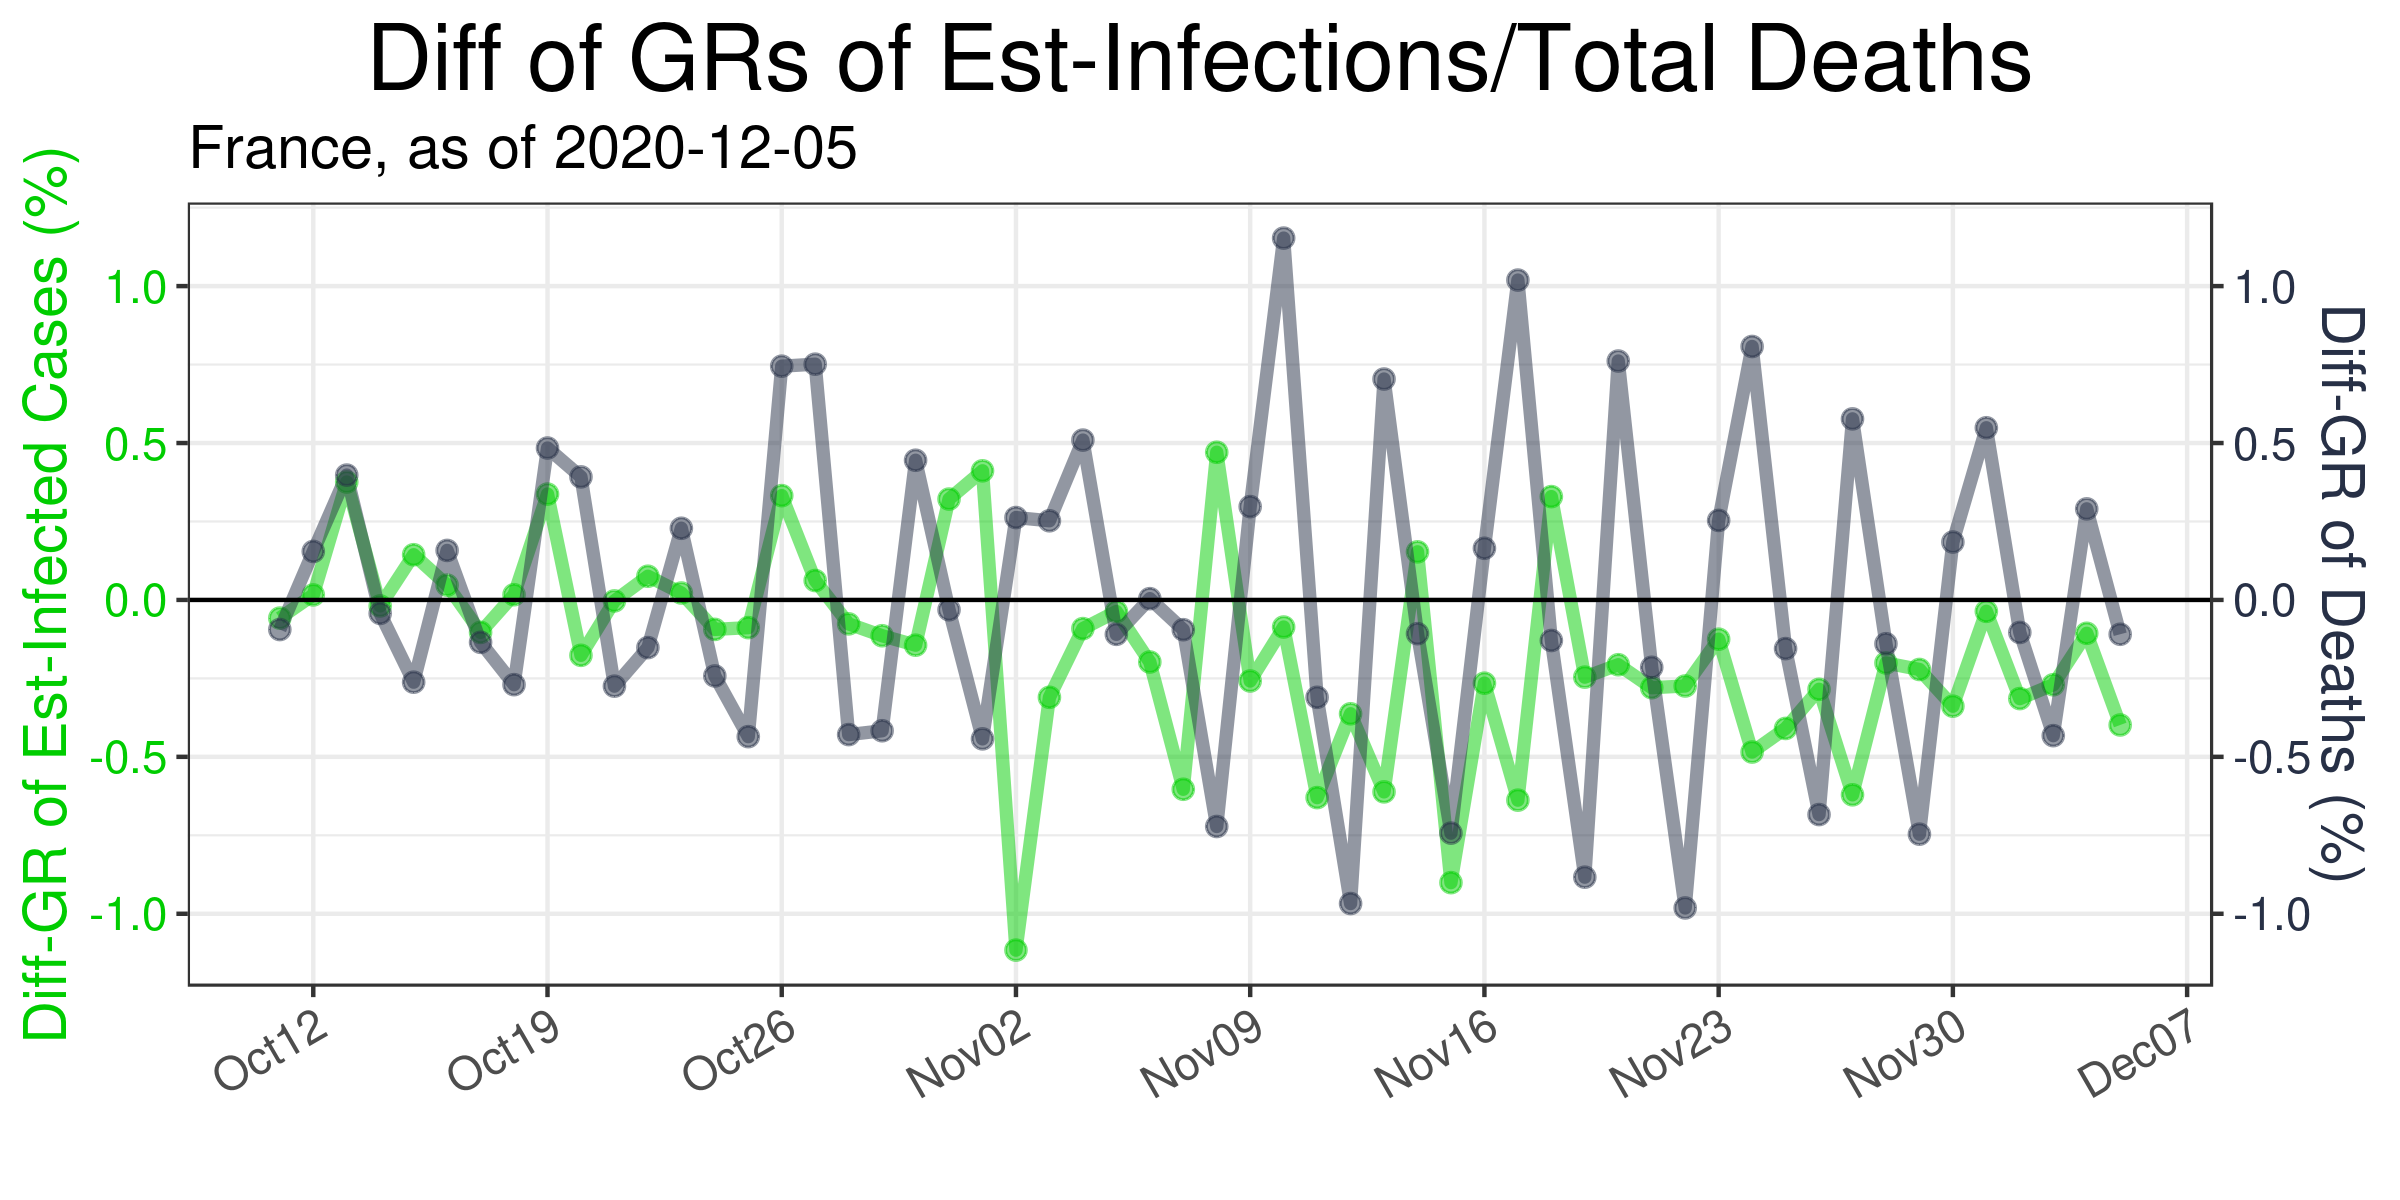 Diff of GRs of Est-Infections/Total Deaths
France, as of 2020-12-05
Diff-GR of Est-Infected Cases (%)
1.0
0.5
0.0
-0.5
-1.0
1.0
0.5
0.0
-0.5
-1.0
Diff-GR of Deaths (%)
Oct12
Oct19
Oct26
Nov02
Nov09
Nov16
Nov23
Nov30
Dec07